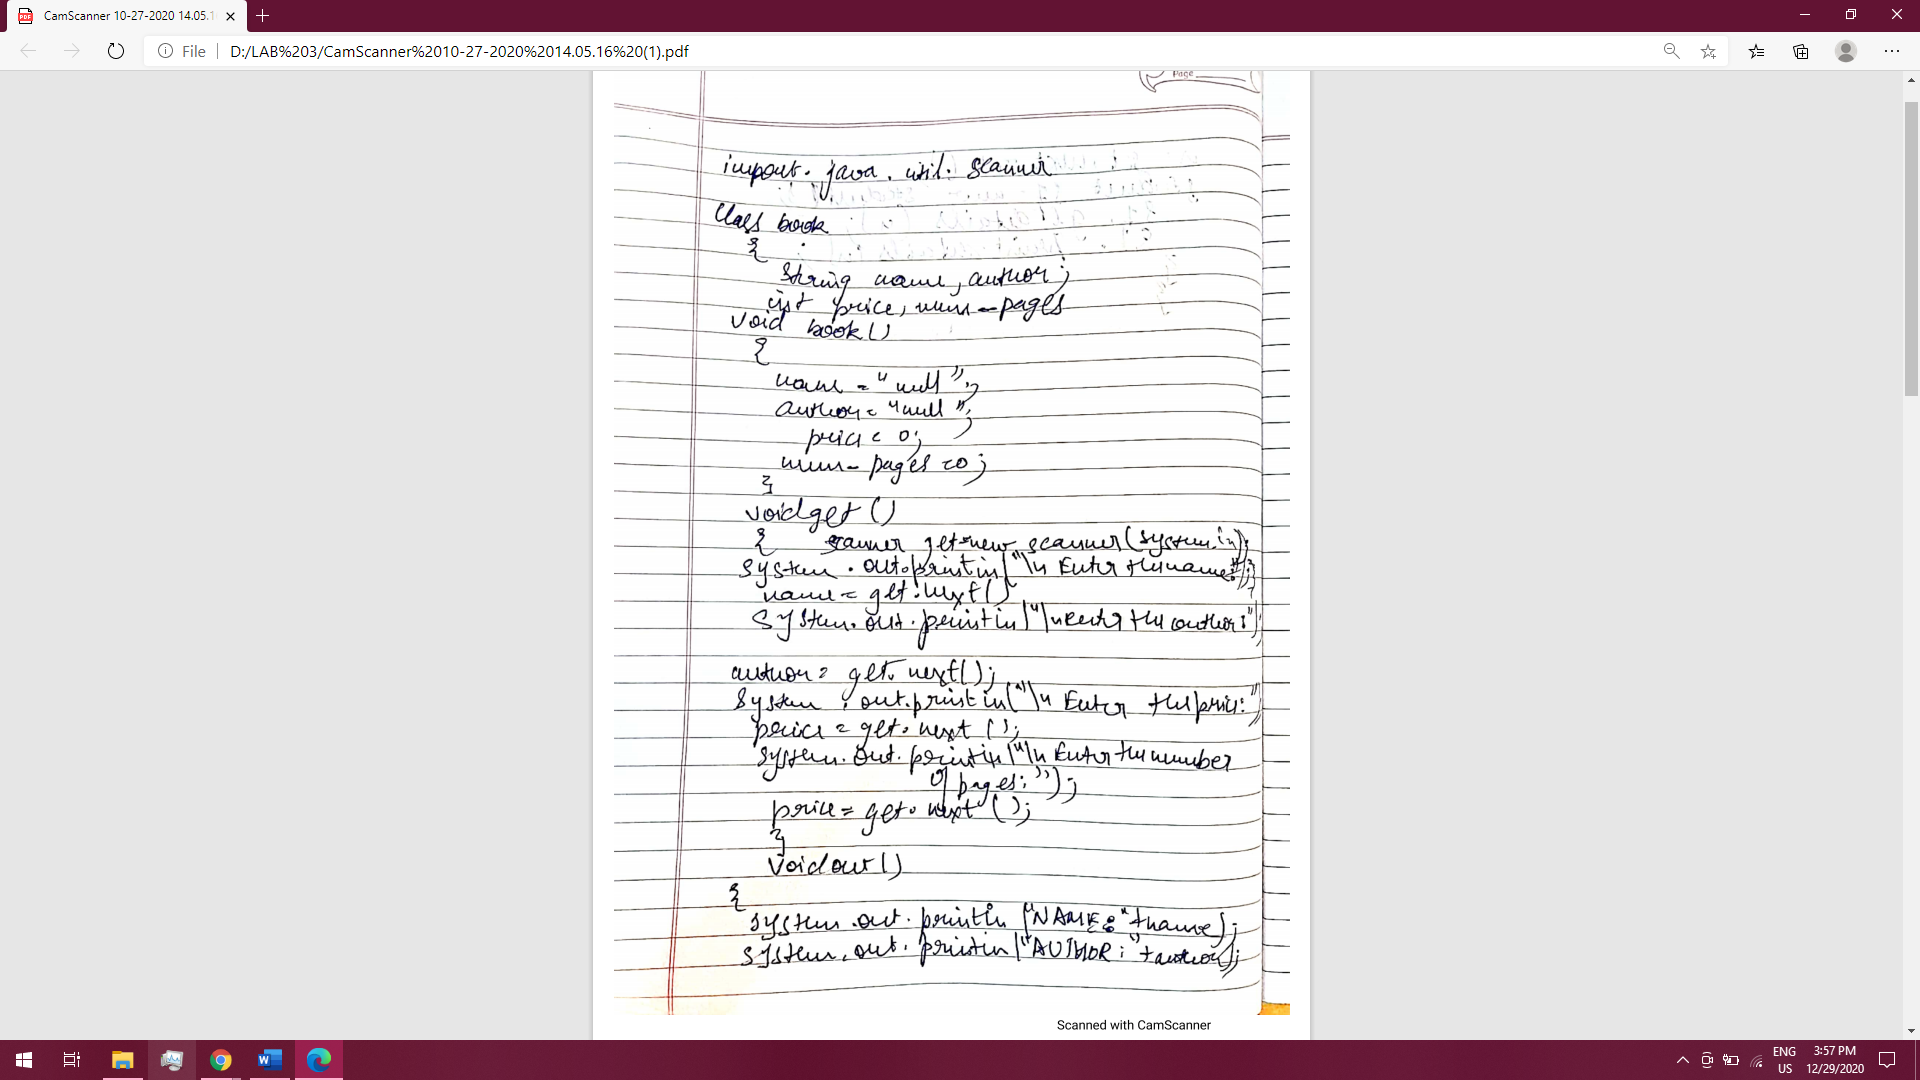 CamScanner 10-27-2020 14.05.1
File
D:/LAB%203/CamScanner%2010-27-2020%2014.05.16%20(1).pdf
Page
import. java. util. Scanner
Class book
{
String name, author;
int price, num_pages
Void book()
{
name = "null";
author = "null";
price = 0;
num_pages = 0;
}
void get()
{ scanner get=new scanner(system.in);
System.out.println("\n Enter the name:");
name = get.next()
System.out.println("\n Enter the author:")
author = get.next();
System.out.println("\n Enter the price:")
price = get.next();
System.out.println("\n Enter the number
of pages:");
price = get.next();
}
Void out()
{
system.out.println("NAME:"+name);
system.out.println("AUTHOR:"+author);
Scanned with CamScanner
ENG
US
3:57 PM
12/29/2020